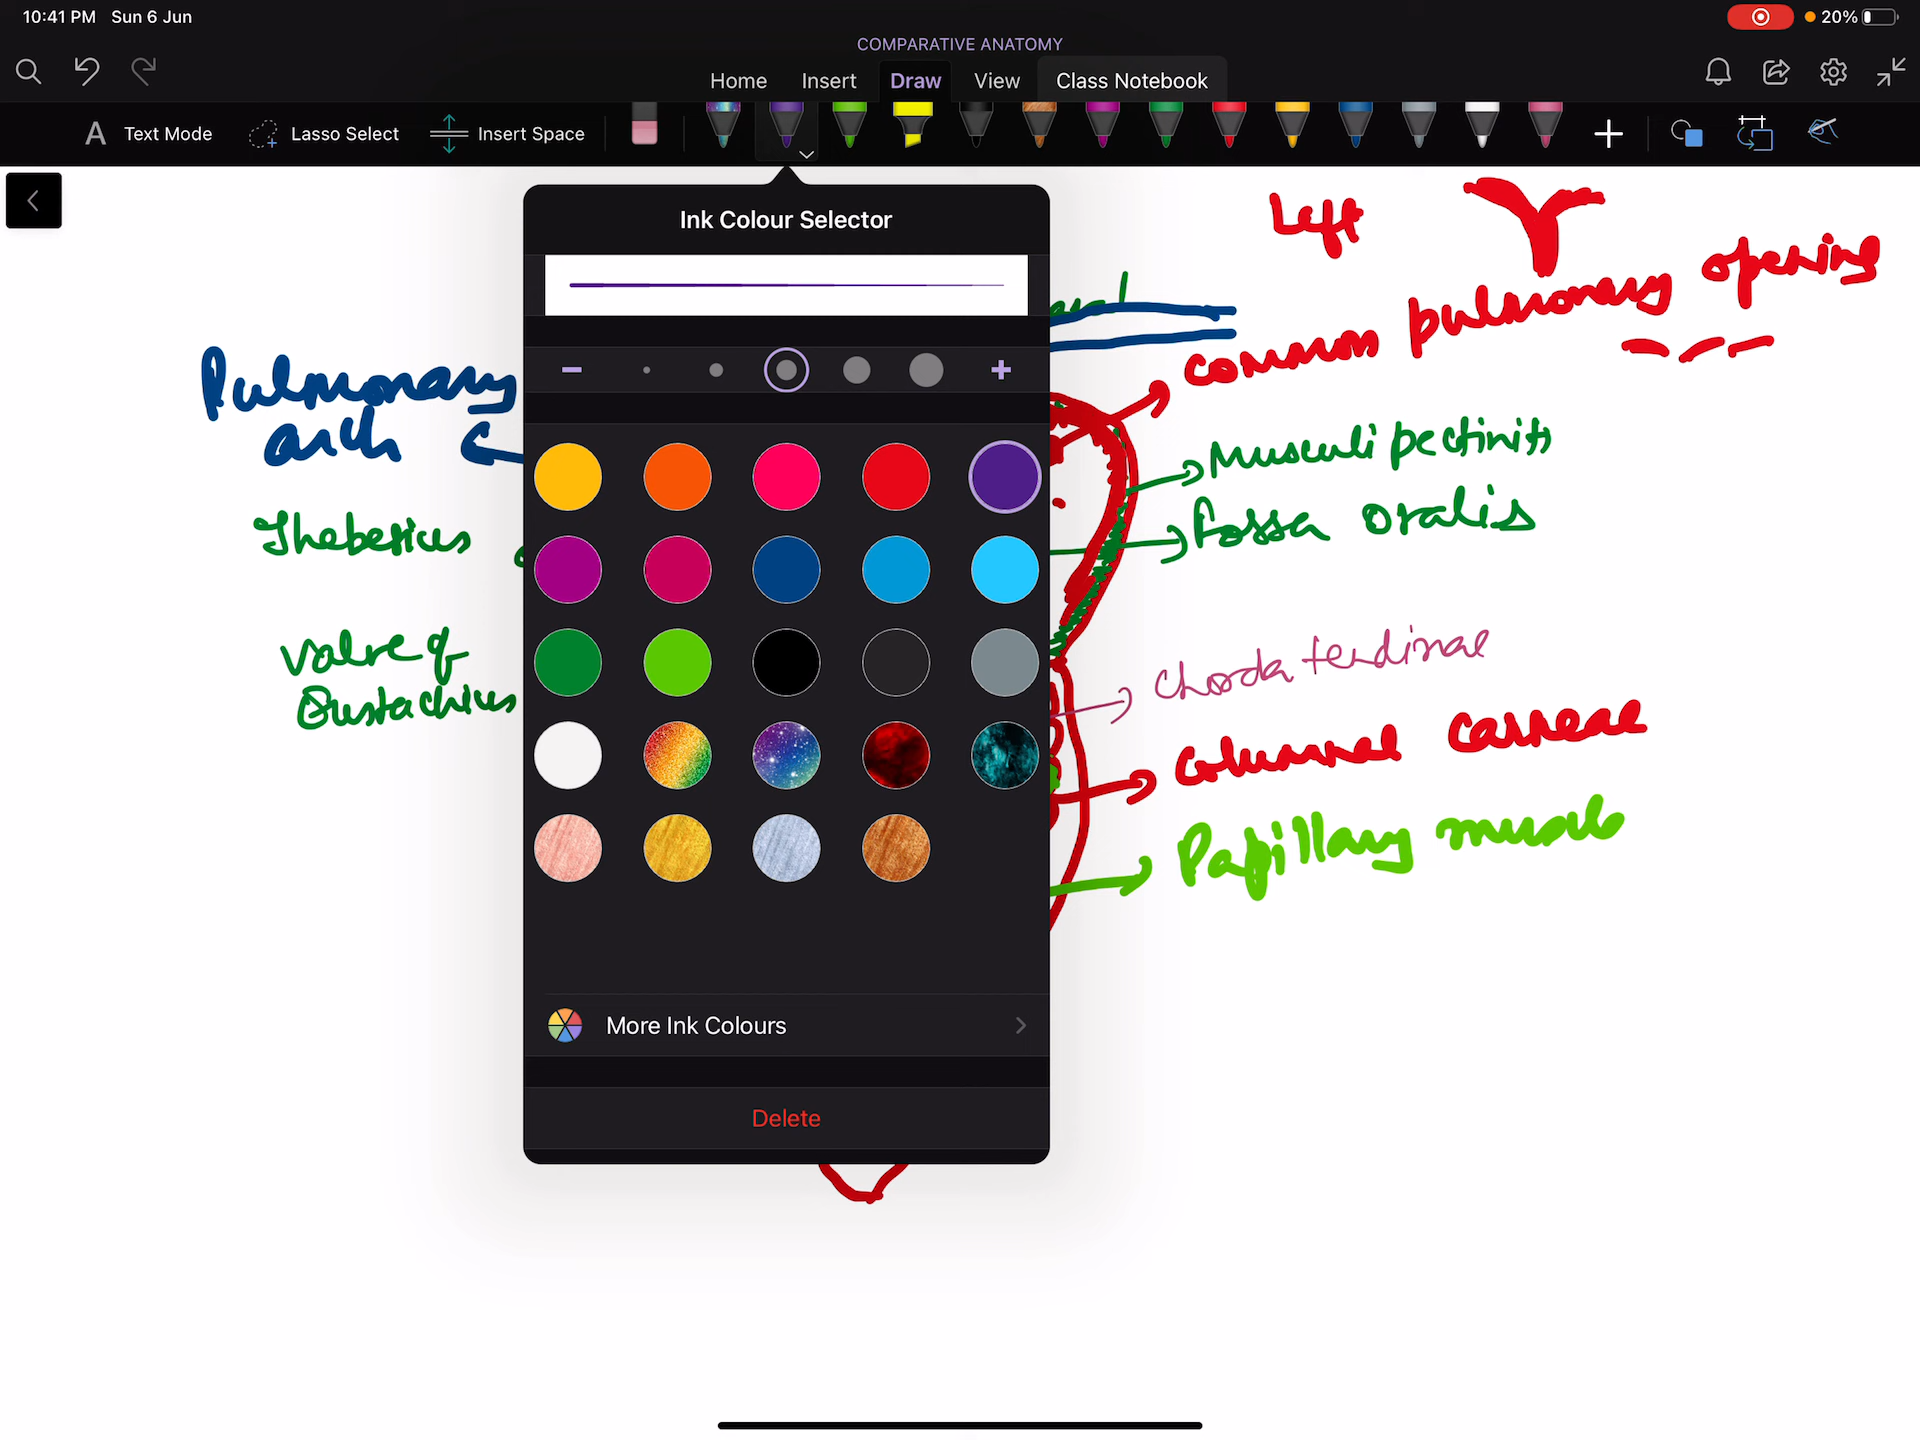 10:41 PM Sun 6 Jun
20%
COMPARATIVE ANATOMY
Home Insert Draw View Class Notebook
Text Mode Lasso Select Insert Space
Ink Colour Selector
Left
common pulmonary opening
Pulmonary
arch
Musculi pectiniti
Thebesius
Fossa ovalis
Valve of
Eustachius
Chorda tendinae
Columnae carneae
Papillary muscle
More Ink Colours
Delete